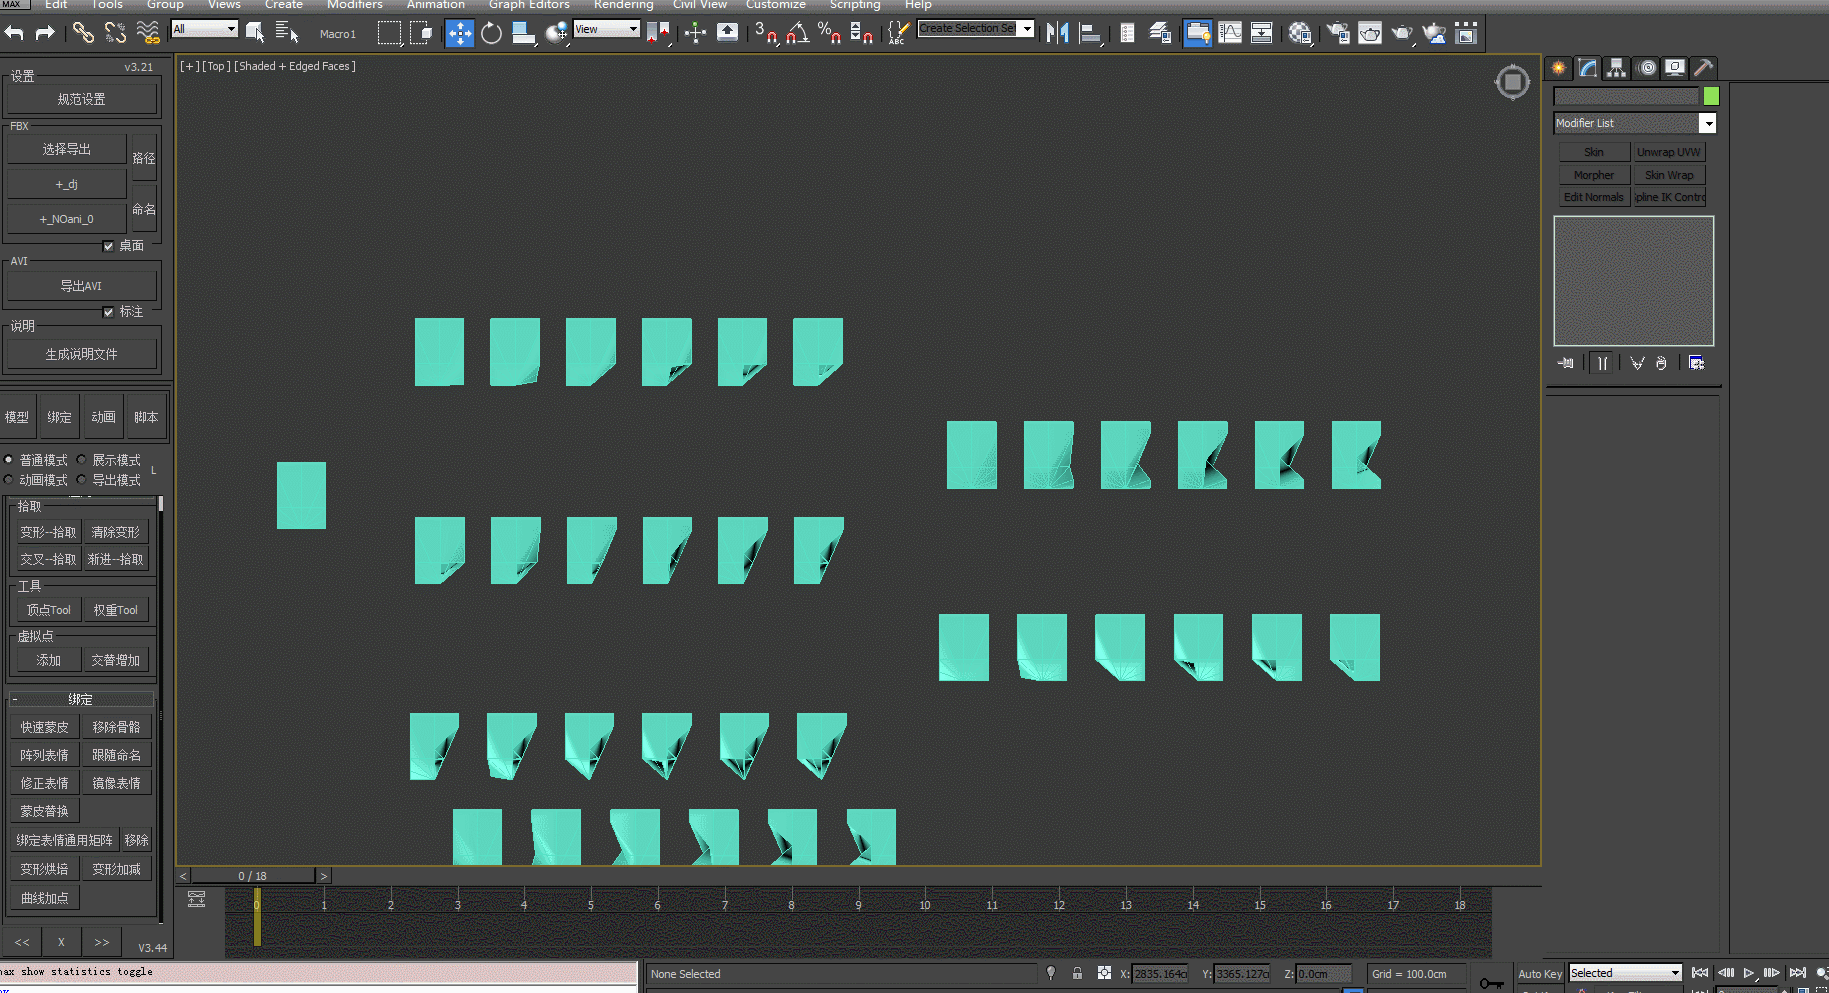 MAX Edit Tools Group Views Create Modifiers Animation Graph Editors Rendering Civil View Customize Scripting Help
All Macro1 View 3 ABC Create Selection Set
v3.21
[+] [Top] [Shaded + Edged Faces]
设置
规范设置
FBX
选择导出
路径
+_dj
+_NOani_0
命名
桌面
AVI
导出AVI
标注
说明
生成说明文件
模型 绑定 动画 脚本
普通模式 展示模式
L
动画模式 导出模式
拾取
变形--拾取 清除变形
交叉--拾取 渐进--拾取
工具
顶点Tool 权重Tool
虚拟点
添加 交替增加
- 绑定
快速蒙皮 移除骨骼
阵列表情 跟随命名
修正表情 镜像表情
蒙皮替换
绑定表情通用矩阵 移除
变形烘培 变形加减
曲线加点
<< X >> V3.44
Modifier List
Skin Unwrap UVW
Morpher Skin Wrap
Edit Normals pline IK Contro
< 0 / 18 >
0 1 2 3 4 5 6 7 8 9 10 11 12 13 14 15 16 17 18
max show statistics toggle
None Selected X: 2835.164c Y: 3365.127c Z: 0.0cm Grid = 100.0cm Auto Key Selected